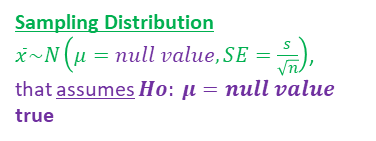 Sampling Distribution
x̄~N(μ = null value, SE = s/√n),
that assumes Ho: μ = null value
true